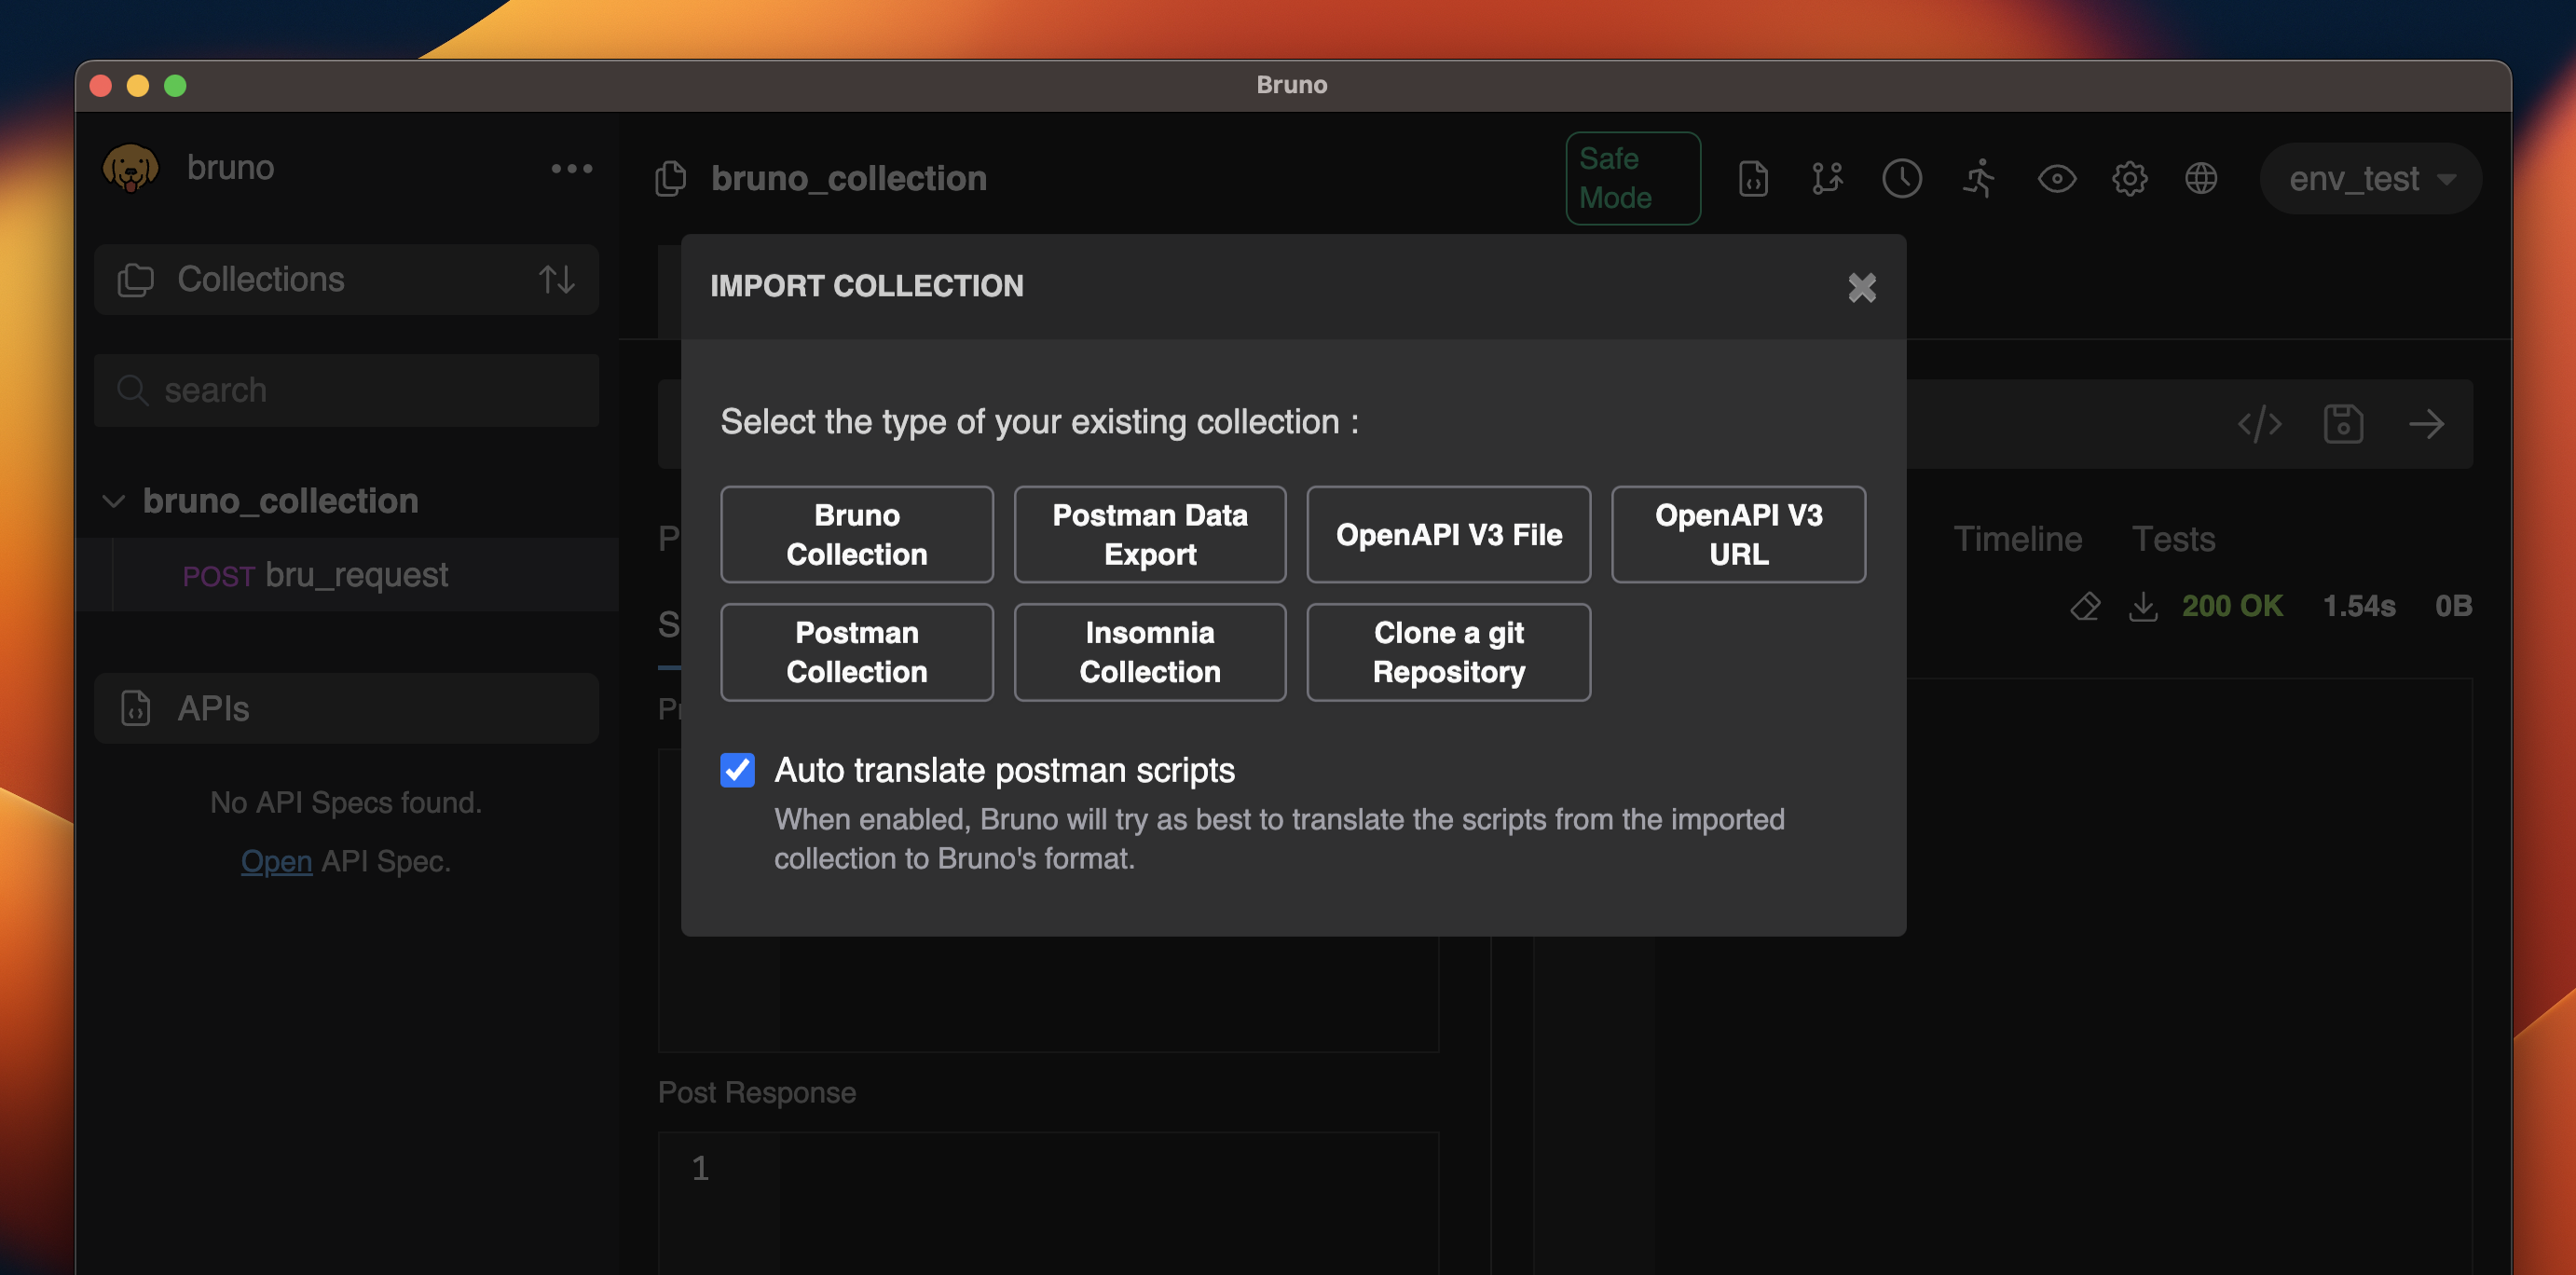 Bruno
bruno
bruno_collection
Safe
Mode
env_test
Collections
search
bruno_collection
POST bru_request
APIs
No API Specs found.
Open API Spec.
IMPORT COLLECTION
Select the type of your existing collection :
Bruno
Collection
Postman Data
Export
OpenAPI V3 File
OpenAPI V3
URL
Postman
Collection
Insomnia
Collection
Clone a git
Repository
Auto translate postman scripts
When enabled, Bruno will try as best to translate the scripts from the imported
collection to Bruno's format.
Timeline Tests
200 OK 1.54s 0B
Post Response
1